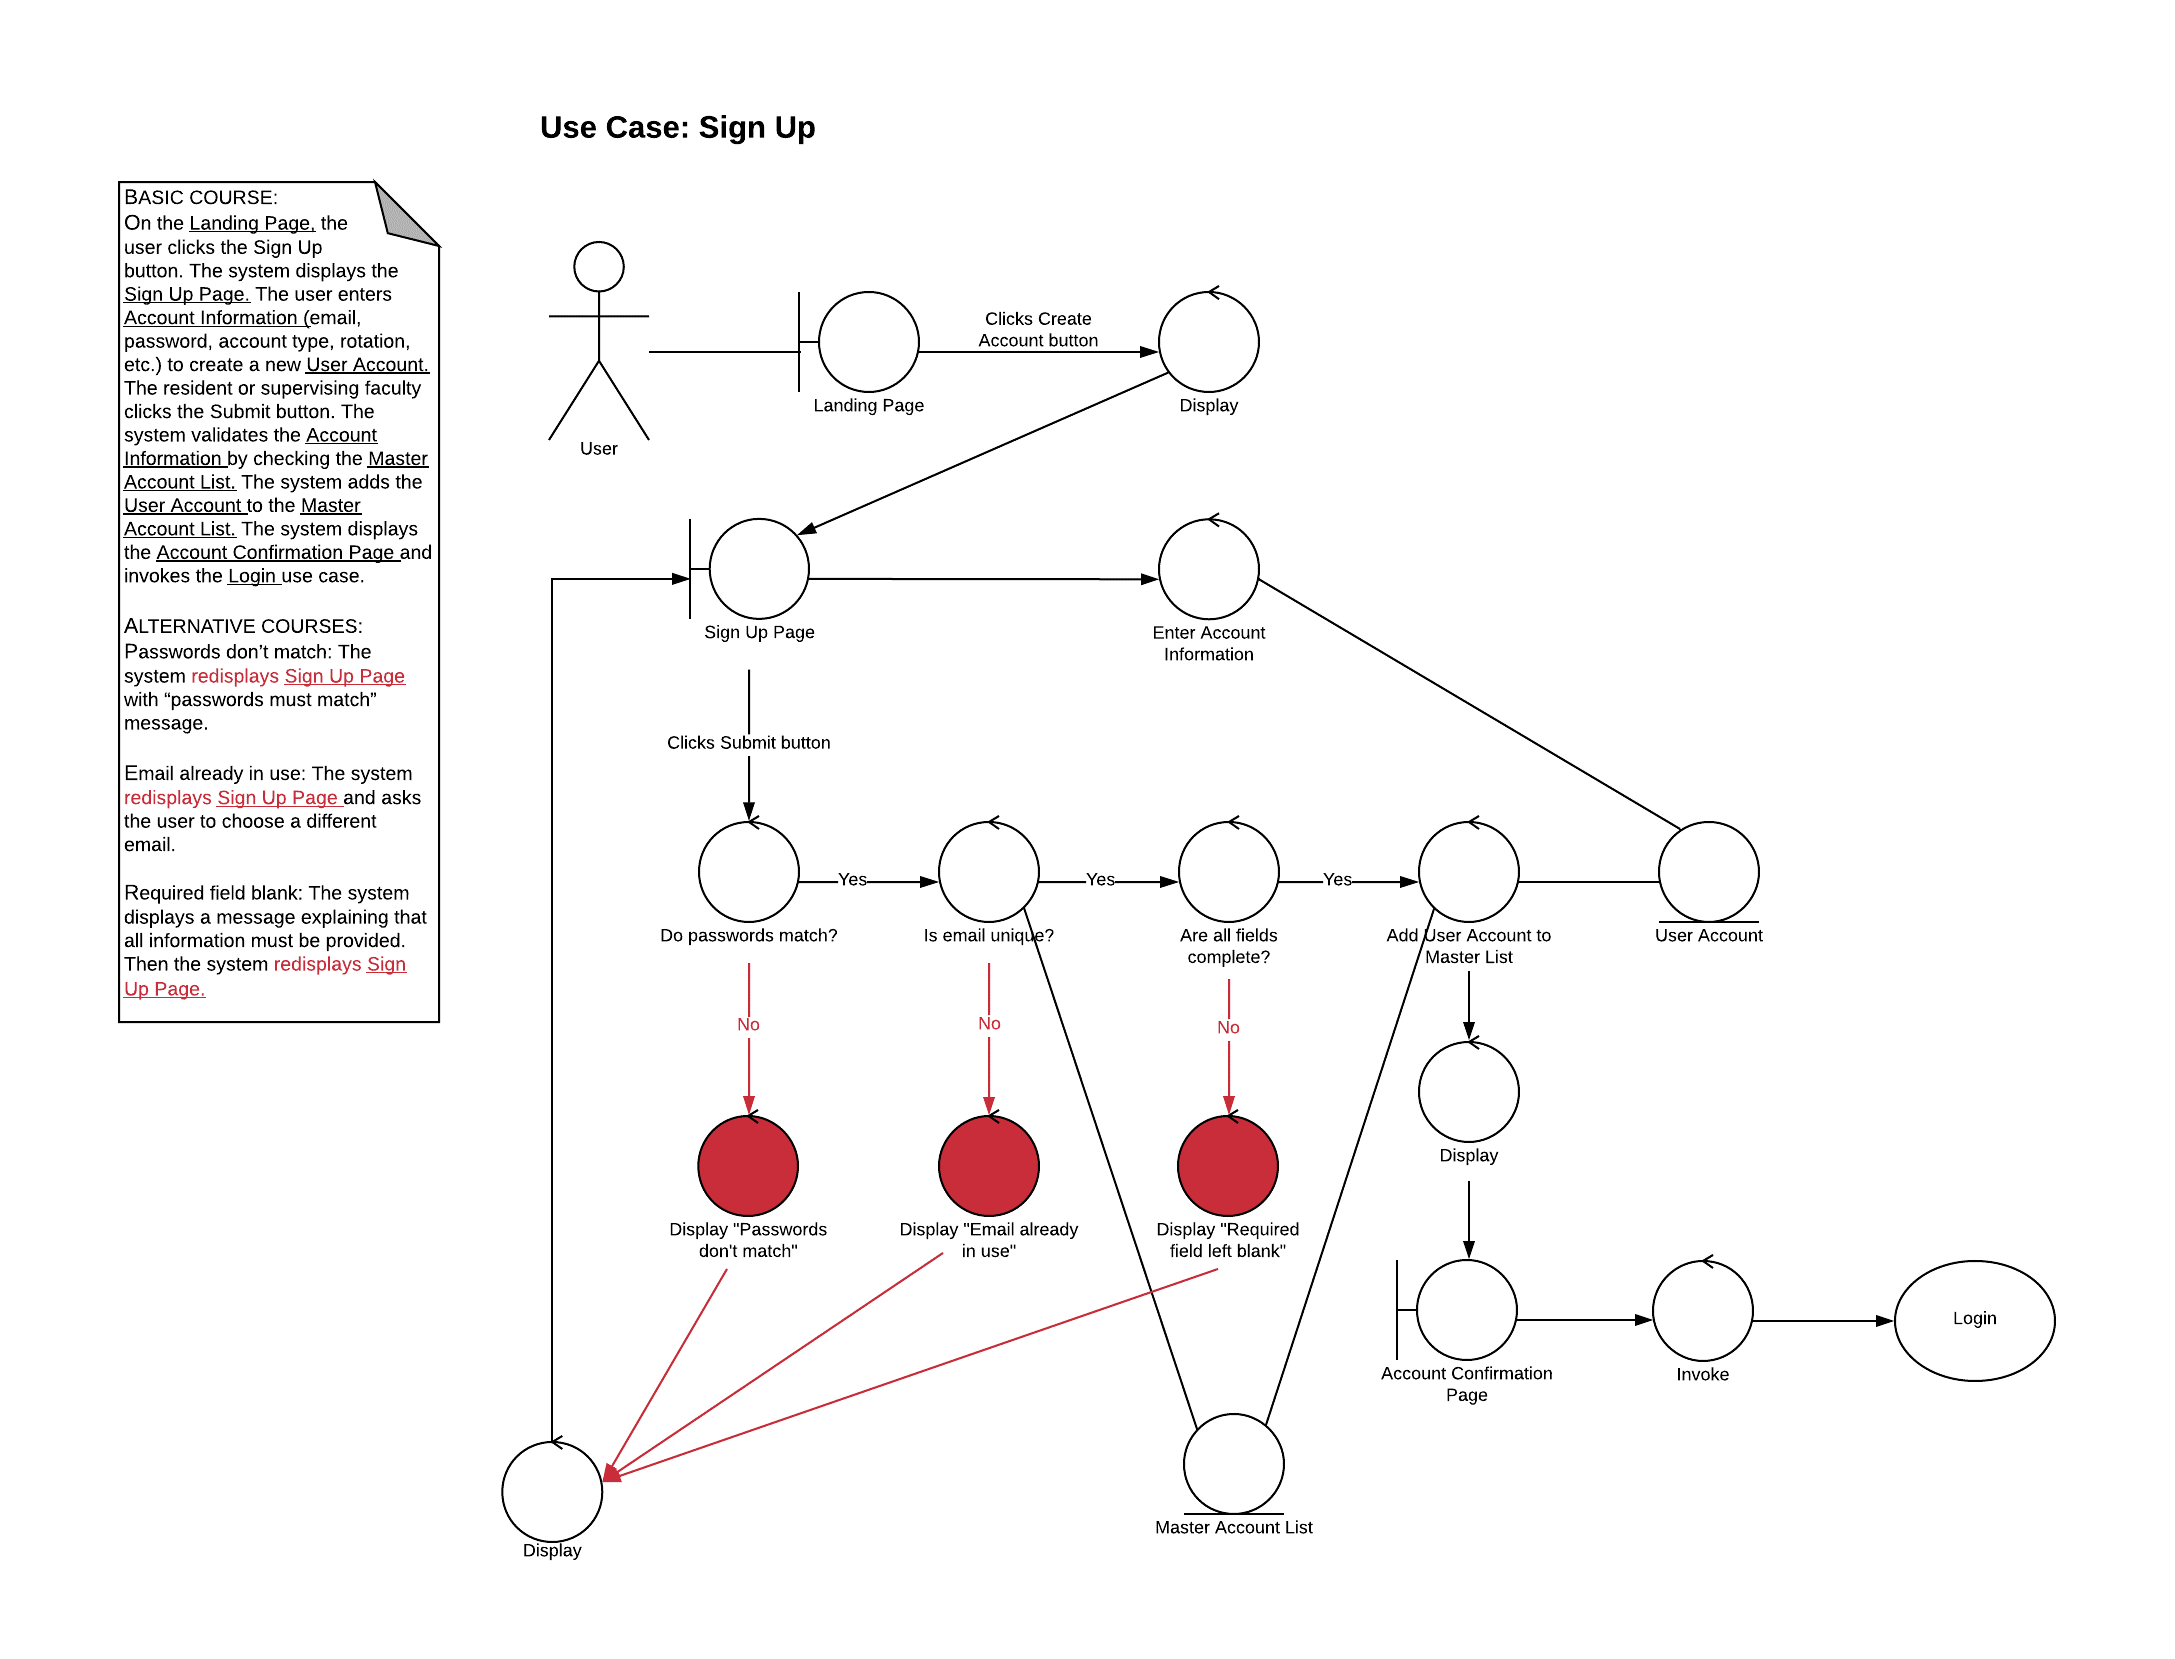 Use Case: Sign Up
BASIC COURSE:
On the Landing Page, the
user clicks the Sign Up
button. The system displays the
Sign Up Page. The user enters
Account Information (email,
password, account type, rotation,
etc.) to create a new User Account.
The resident or supervising faculty
clicks the Submit button. The
system validates the Account
Information by checking the Master
Account List. The system adds the
User Account to the Master
Account List. The system displays
the Account Confirmation Page and
invokes the Login use case.
ALTERNATIVE COURSES:
Passwords don’t match: The
system redisplays Sign Up Page
with “passwords must match”
message.
Email already in use: The system
redisplays Sign Up Page and asks
the user to choose a different
email.
Required field blank: The system
displays a message explaining that
all information must be provided.
Then the system redisplays Sign
Up Page.
User
Landing Page
Clicks Create
Account button
Display
Sign Up Page
Enter Account
Information
Clicks Submit button
Yes
Yes
Yes
Do passwords match?
Is email unique?
Are all fields
complete?
Add User Account to
Master List
User Account
No
No
No
Display
Display "Passwords
don't match"
Display "Email already
in use"
Display "Required
field left blank"
Account Confirmation
Page
Invoke
Login
Master Account List
Display